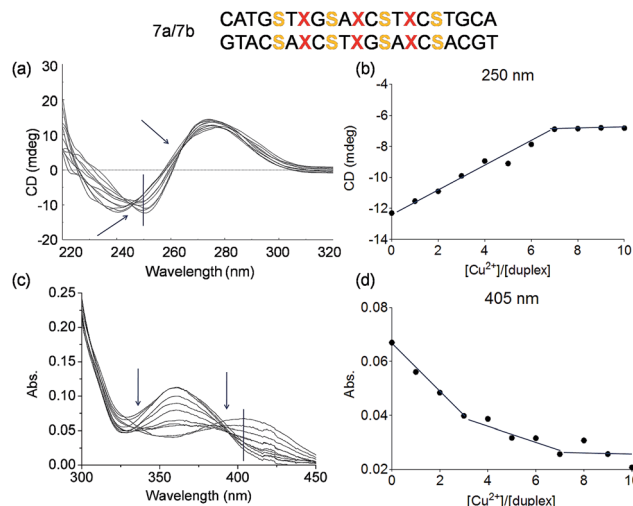 7a/7b
CATGSTXGSAXCSTXCSTGCA
GTACSAXCSTXGSAXCSACGT
(a)
CD (mdeg)
20
10
0
-10
-20
220 240 260 280 300 320
Wavelength (nm)
(b)
250 nm
CD (mdeg)
-4
-6
-8
-10
-12
-14
0 2 4 6 8 10
[Cu²⁺]/[duplex]
(c)
Abs.
0.25
0.20
0.15
0.10
0.05
0.00
300 350 400 450
Wavelength (nm)
(d)
405 nm
Abs.
0.08
0.06
0.04
0.02
0 2 4 6 8 10
[Cu²⁺]/[duplex]